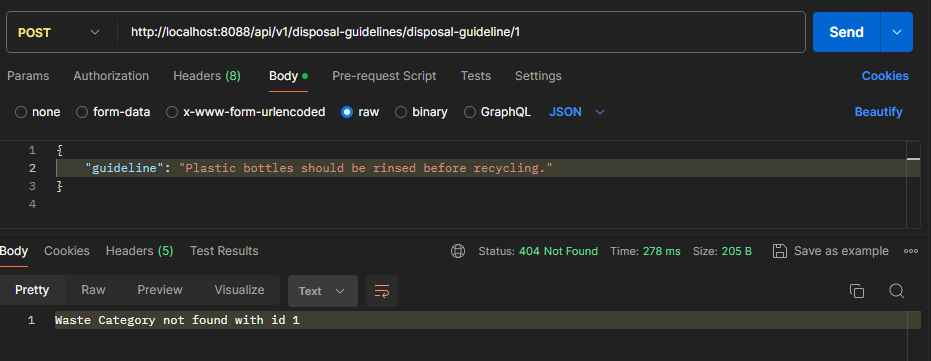 POST http://localhost:8088/api/v1/disposal-guidelines/disposal-guideline/1 Send
Params Authorization Headers (8) Body Pre-request Script Tests Settings Cookies
none form-data x-www-form-urlencoded raw binary GraphQL JSON Beautify
1 {
2 "guideline": "Plastic bottles should be rinsed before recycling."
3 }
4
Body Cookies Headers (5) Test Results Status: 404 Not Found Time: 278 ms Size: 205 B Save as example
Pretty Raw Preview Visualize Text
1 Waste Category not found with id 1